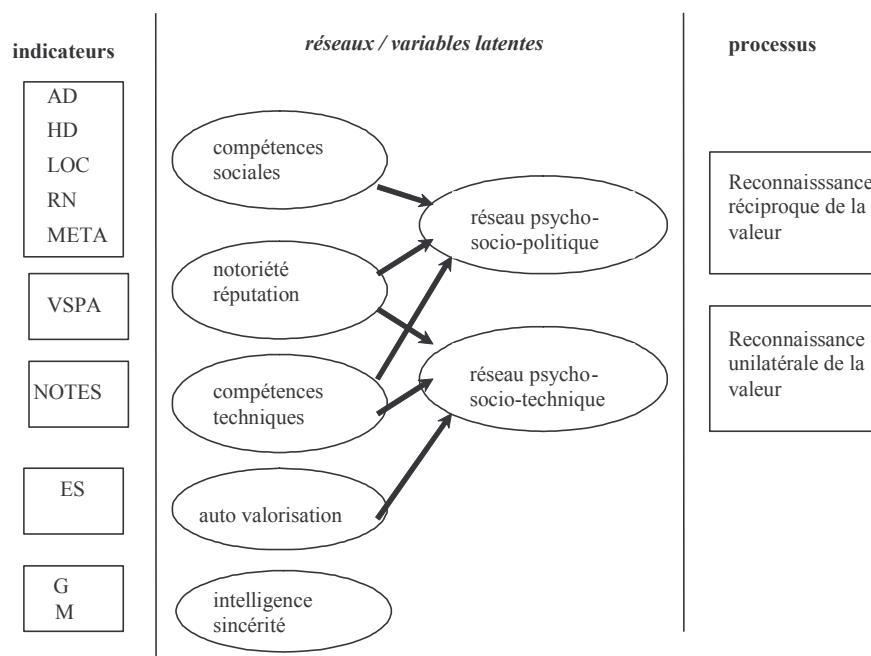 indicateurs
réseaux / variables latentes
processus
AD
HD
LOC
RN
META
VSPA
NOTES
ES
G
M
compétences
sociales
notoriété
réputation
compétences
techniques
auto valorisation
intelligence
sincérité
réseau psycho-
socio-politique
réseau psycho-
socio-technique
Reconnaisssance
réciproque de la
valeur
Reconnaissance
unilatérale de la
valeur